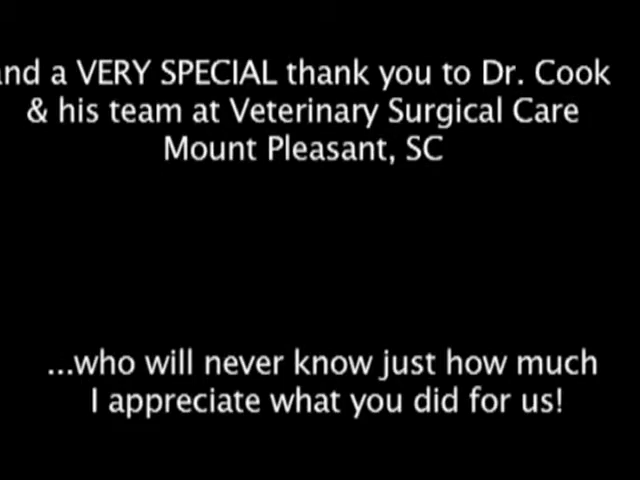 nd a VERY SPECIAL thank you to Dr. Cook
& his team at Veterinary Surgical Care
Mount Pleasant, SC
...who will never know just how much
I appreciate what you did for us!